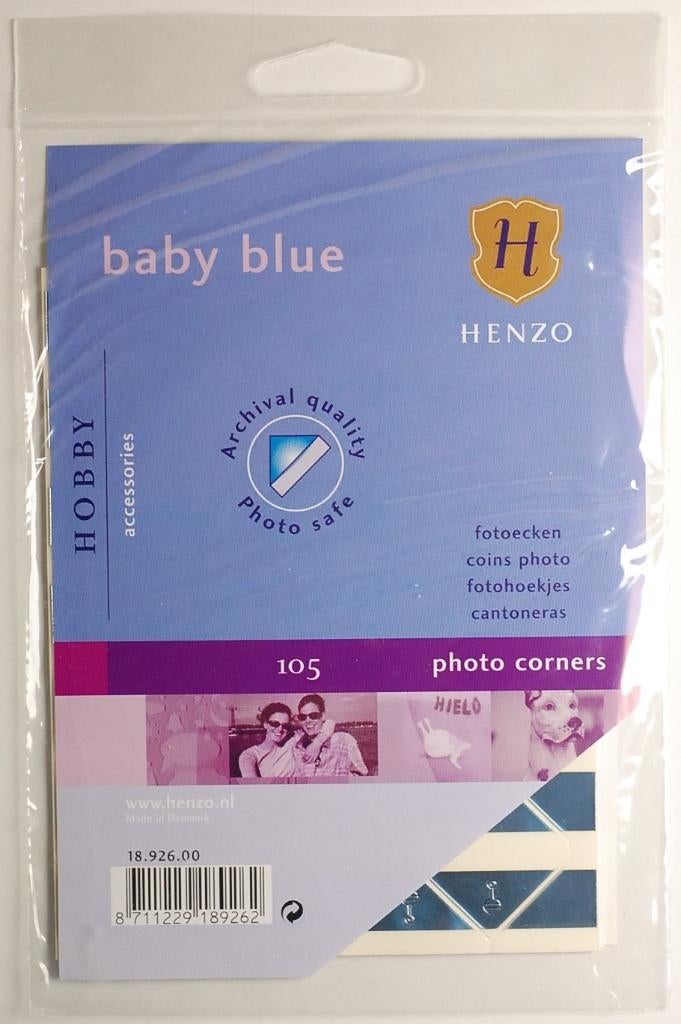 baby blue
H
HENZO
HOBBY
accessories
Archival quality
Photo safe
fotoecken
coins photo
fotohoekjes
cantoneras
105 photo corners
HIELO
www.henzo.nl
Made in Denmark
18.926.00
8 711229 189262